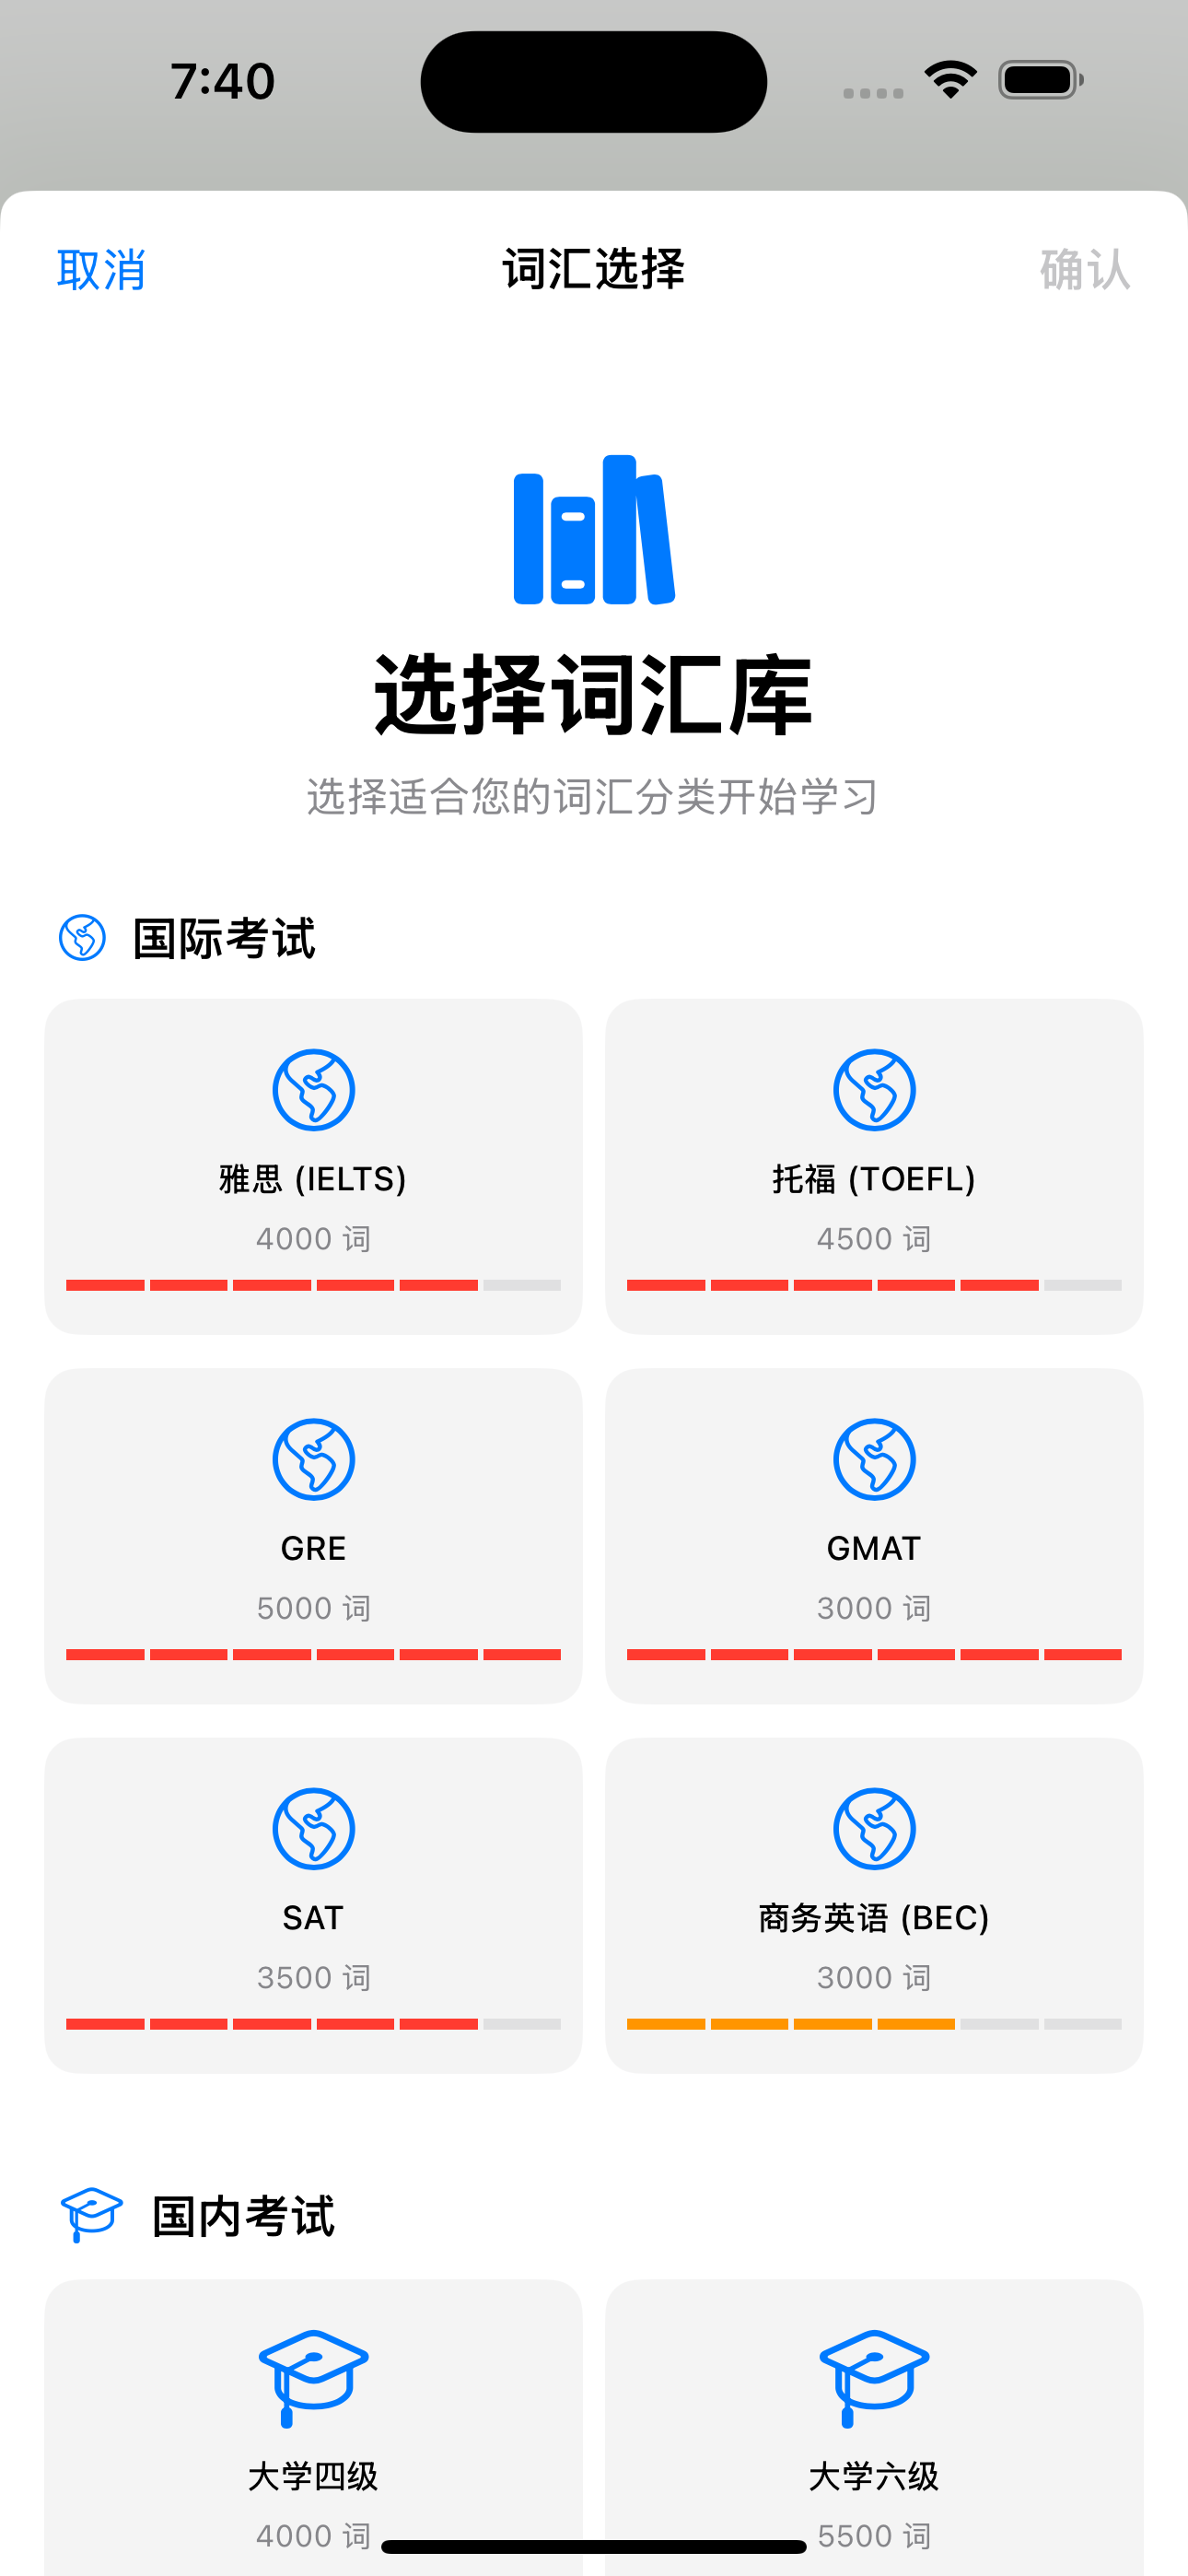 7:40
取消
词汇选择
确认
选择词汇库
选择适合您的词汇分类开始学习
国际考试
雅思 (IELTS)
4000 词
托福 (TOEFL)
4500 词
GRE
5000 词
GMAT
3000 词
SAT
3500 词
商务英语 (BEC)
3000 词
国内考试
大学四级
4000 词
大学六级
5500 词